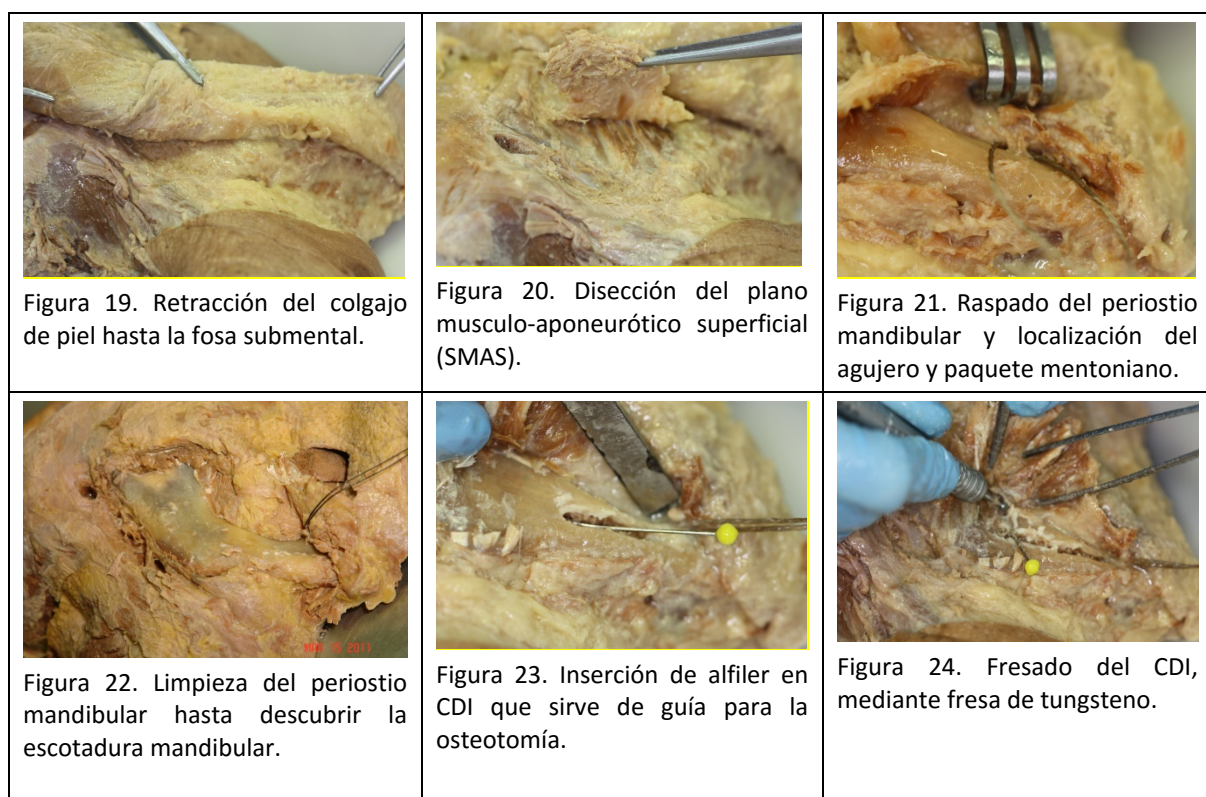 Figura 19. Retracción del colgajo
de piel hasta la fosa submental.
Figura 20. Disección del plano
musculo-aponeurótico superficial
(SMAS).
Figura 21. Raspado del periostio
mandibular y localización del
agujero y paquete mentoniano.
Figura 22. Limpieza del periostio
mandibular hasta descubrir la
escotadura mandibular.
Figura 23. Inserción de alfiler en
CDI que sirve de guía para la
osteotomía.
Figura 24. Fresado del CDI,
mediante fresa de tungsteno.